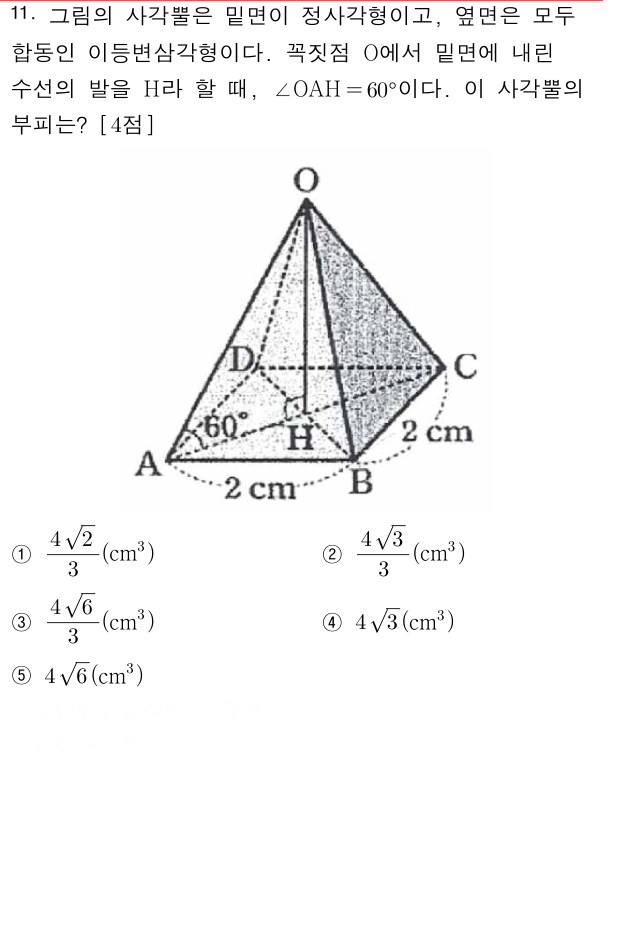 11. 그림의 사각뿔은 밑면이 정사각형이고, 옆면은 모두
합동인 이등변삼각형이다. 꼭짓점 O에서 밑면에 내린
수선의 발을 H라 할 때, ∠OAH=60°이다. 이 사각뿔의
부피는? [4점]
O
D
C
60°
H
2 cm
A
B
2 cm
① 4√2/3 (cm³)
② 4√3/3 (cm³)
③ 4√6/3 (cm³)
④ 4√3 (cm³)
⑤ 4√6 (cm³)